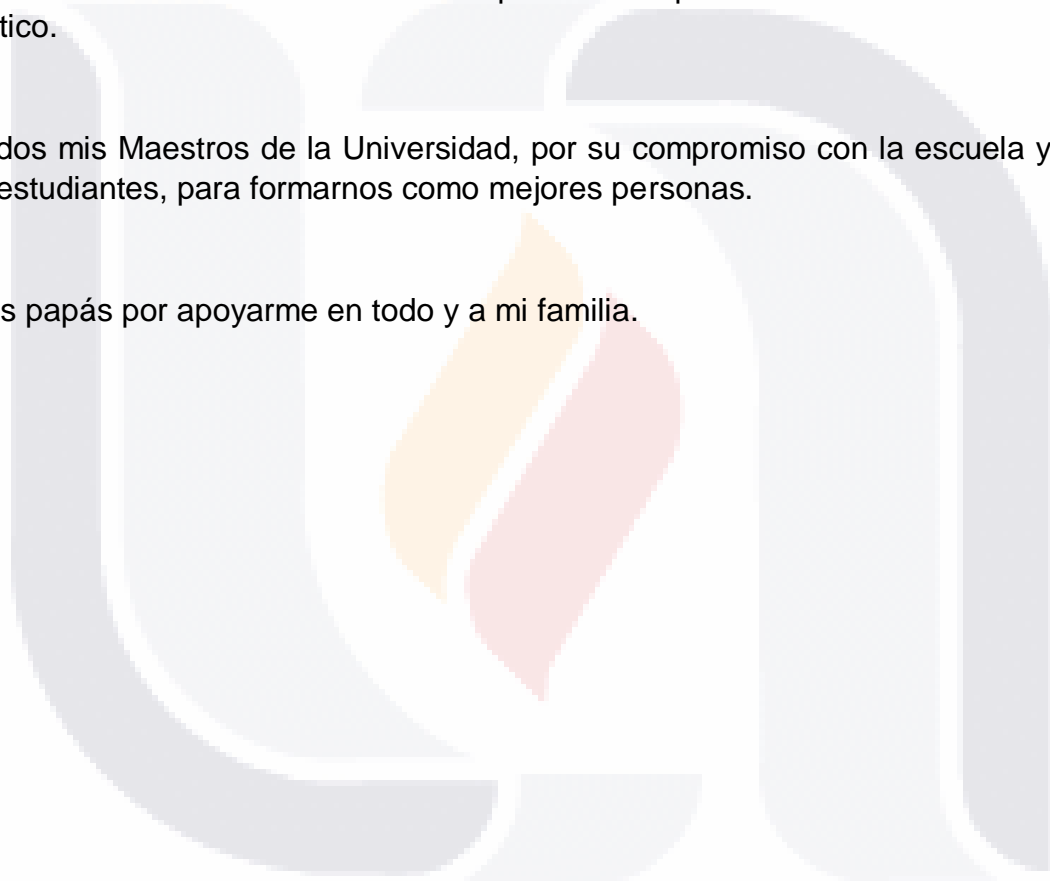 tico.
dos mis Maestros de la Universidad, por su compromiso con la escuela y
estudiantes, para formarnos como mejores personas.
s papás por apoyarme en todo y a mi familia.